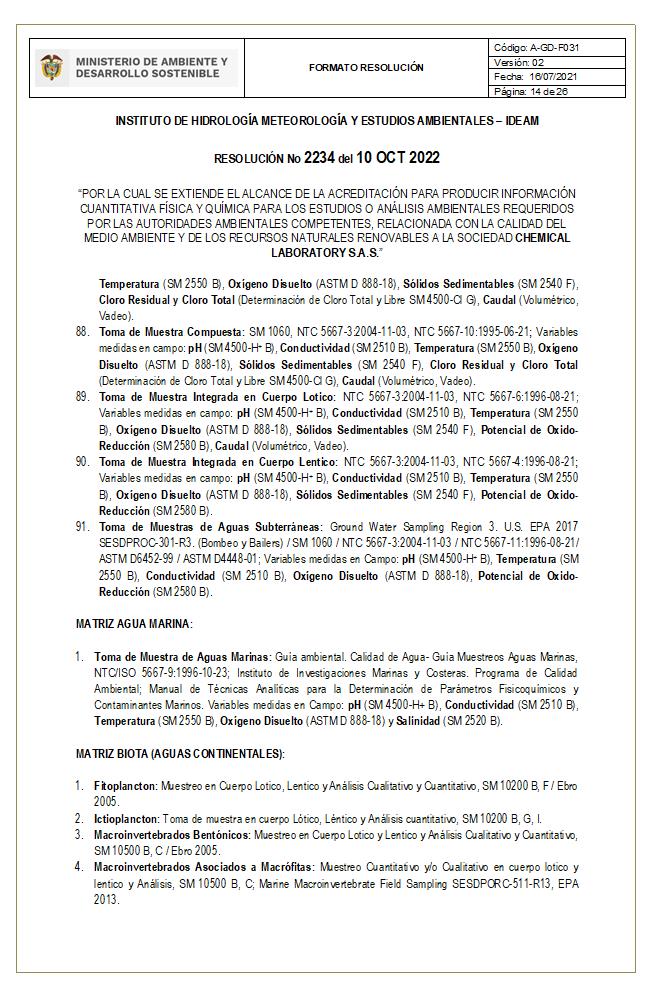 MINISTERIO DE AMBIENTE Y
DESARROLLO SOSTENIBLE
FORMATO RESOLUCIÓN
Código: A-GD-F031
Versión: 02
Fecha: 16/07/2021
Página: 14 de 26
INSTITUTO DE HIDROLOGÍA METEOROLOGÍA Y ESTUDIOS AMBIENTALES – IDEAM
RESOLUCIÓN No 2234 del 10 OCT 2022
“POR LA CUAL SE EXTIENDE EL ALCANCE DE LA ACREDITACIÓN PARA PRODUCIR INFORMACIÓN
CUANTITATIVA FÍSICA Y QUÍMICA PARA LOS ESTUDIOS O ANÁLISIS AMBIENTALES REQUERIDOS
POR LAS AUTORIDADES AMBIENTALES COMPETENTES, RELACIONADA CON LA CALIDAD DEL
MEDIO AMBIENTE Y DE LOS RECURSOS NATURALES RENOVABLES A LA SOCIEDAD CHEMICAL
LABORATORY S.A.S.”
Temperatura (SM 2550 B), Oxígeno Disuelto (ASTM D 888-18), Sólidos Sedimentables (SM 2540 F),
Cloro Residual y Cloro Total (Determinación de Cloro Total y Libre SM 4500-Cl G), Caudal (Volumétrico,
Vadeo).
88. Toma de Muestra Compuesta: SM 1060, NTC 5667-3:2004-11-03, NTC 5667-10:1995-06-21; Variables
medidas en campo: pH (SM 4500-H+ B), Conductividad (SM 2510 B), Temperatura (SM 2550 B), Oxígeno
Disuelto (ASTM D 888-18), Sólidos Sedimentables (SM 2540 F), Cloro Residual y Cloro Total
(Determinación de Cloro Total y Libre SM 4500-Cl G), Caudal (Volumétrico, Vadeo).
89. Toma de Muestra Integrada en Cuerpo Lotico: NTC 5667-3:2004-11-03, NTC 5667-6:1996-08-21;
Variables medidas en campo: pH (SM 4500-H+ B), Conductividad (SM 2510 B), Temperatura (SM 2550
B), Oxígeno Disuelto (ASTM D 888-18), Sólidos Sedimentables (SM 2540 F), Potencial de Oxido-
Reducción (SM 2580 B), Caudal (Volumétrico, Vadeo).
90. Toma de Muestra Integrada en Cuerpo Lentico: NTC 5667-3:2004-11-03, NTC 5667-4:1996-08-21;
Variables medidas en campo: pH (SM 4500-H+ B), Conductividad (SM 2510 B), Temperatura (SM 2550
B), Oxígeno Disuelto (ASTM D 888-18), Sólidos Sedimentables (SM 2540 F), Potencial de Oxido-
Reducción (SM 2580 B).
91. Toma de Muestras de Aguas Subterráneas: Ground Water Sampling Region 3. U.S. EPA 2017
SESDPROC-301-R3. (Bombeo y Bailers) / SM 1060 / NTC 5667-3:2004-11-03 / NTC 5667-11:1996-08-21/
ASTM D6452-99 / ASTM D4448-01; Variables medidas en Campo: pH (SM 4500-H+ B), Temperatura (SM
2550 B), Conductividad (SM 2510 B), Oxígeno Disuelto (ASTM D 888-18), Potencial de Oxido-
Reducción (SM 2580 B).
MATRIZ AGUA MARINA:
1. Toma de Muestra de Aguas Marinas: Guía ambiental. Calidad de Agua- Guía Muestreos Aguas Marinas,
NTC/ISO 5667-9:1996-10-23; Instituto de Investigaciones Marinas y Costeras. Programa de Calidad
Ambiental; Manual de Técnicas Analíticas para la Determinación de Parámetros Fisicoquímicos y
Contaminantes Marinos. Variables medidas en Campo: pH (SM 4500-H+ B), Conductividad (SM 2510 B),
Temperatura (SM 2550 B), Oxigeno Disuelto (ASTM D 888-18) y Salinidad (SM 2520 B).
MATRIZ BIOTA (AGUAS CONTINENTALES):
1. Fitoplancton: Muestreo en Cuerpo Lotico, Lentico y Análisis Cualitativo y Cuantitativo, SM 10200 B, F / Ebro
2005.
2. Ictioplancton: Toma de muestra en cuerpo Lótico, Léntico y Análisis cuantitativo, SM 10200 B, G, I.
3. Macroinvertebrados Bentónicos: Muestreo en Cuerpo Lotico y Lentico y Análisis Cualitativo y Cuantitativo,
SM 10500 B, C / Ebro 2005.
4. Macroinvertebrados Asociados a Macrófitas: Muestreo Cuantitativo y/o Cualitativo en cuerpo lotico y
lentico y Análisis, SM 10500 B, C; Marine Macroinvertebrate Field Sampling SESDPORC-511-R13, EPA
2013.